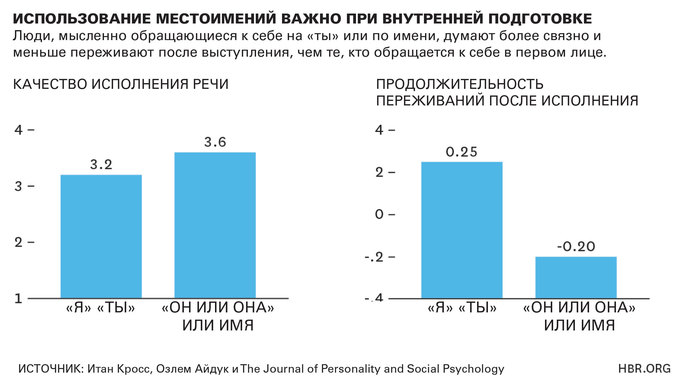 ИСПОЛЬЗОВАНИЕ МЕСТОИМЕНИЙ ВАЖНО ПРИ ВНУТРЕННЕЙ ПОДГОТОВКЕ
Люди, мысленно обращающиеся к себе на «ты» или по имени, думают более связно и
меньше переживают после выступления, чем те, кто обращается к себе в первом лице.
КАЧЕСТВО ИСПОЛНЕНИЯ РЕЧИ
4
3.6
3.2
3
2
1
«Я» «ТЫ»
«ОН ИЛИ ОНА»
ИЛИ ИМЯ
ПРОДОЛЖИТЕЛЬНОСТЬ
ПЕРЕЖИВАНИЙ ПОСЛЕ ИСПОЛНЕНИЯ
4
0.25
2
0
-0.20
-.2
-.4
«Я» «ТЫ»
«ОН ИЛИ ОНА»
ИЛИ ИМЯ
ИСТОЧНИК: Итан Кросс, Озлем Айдук и The Journal of Personality and Social Psychology
HBR.ORG